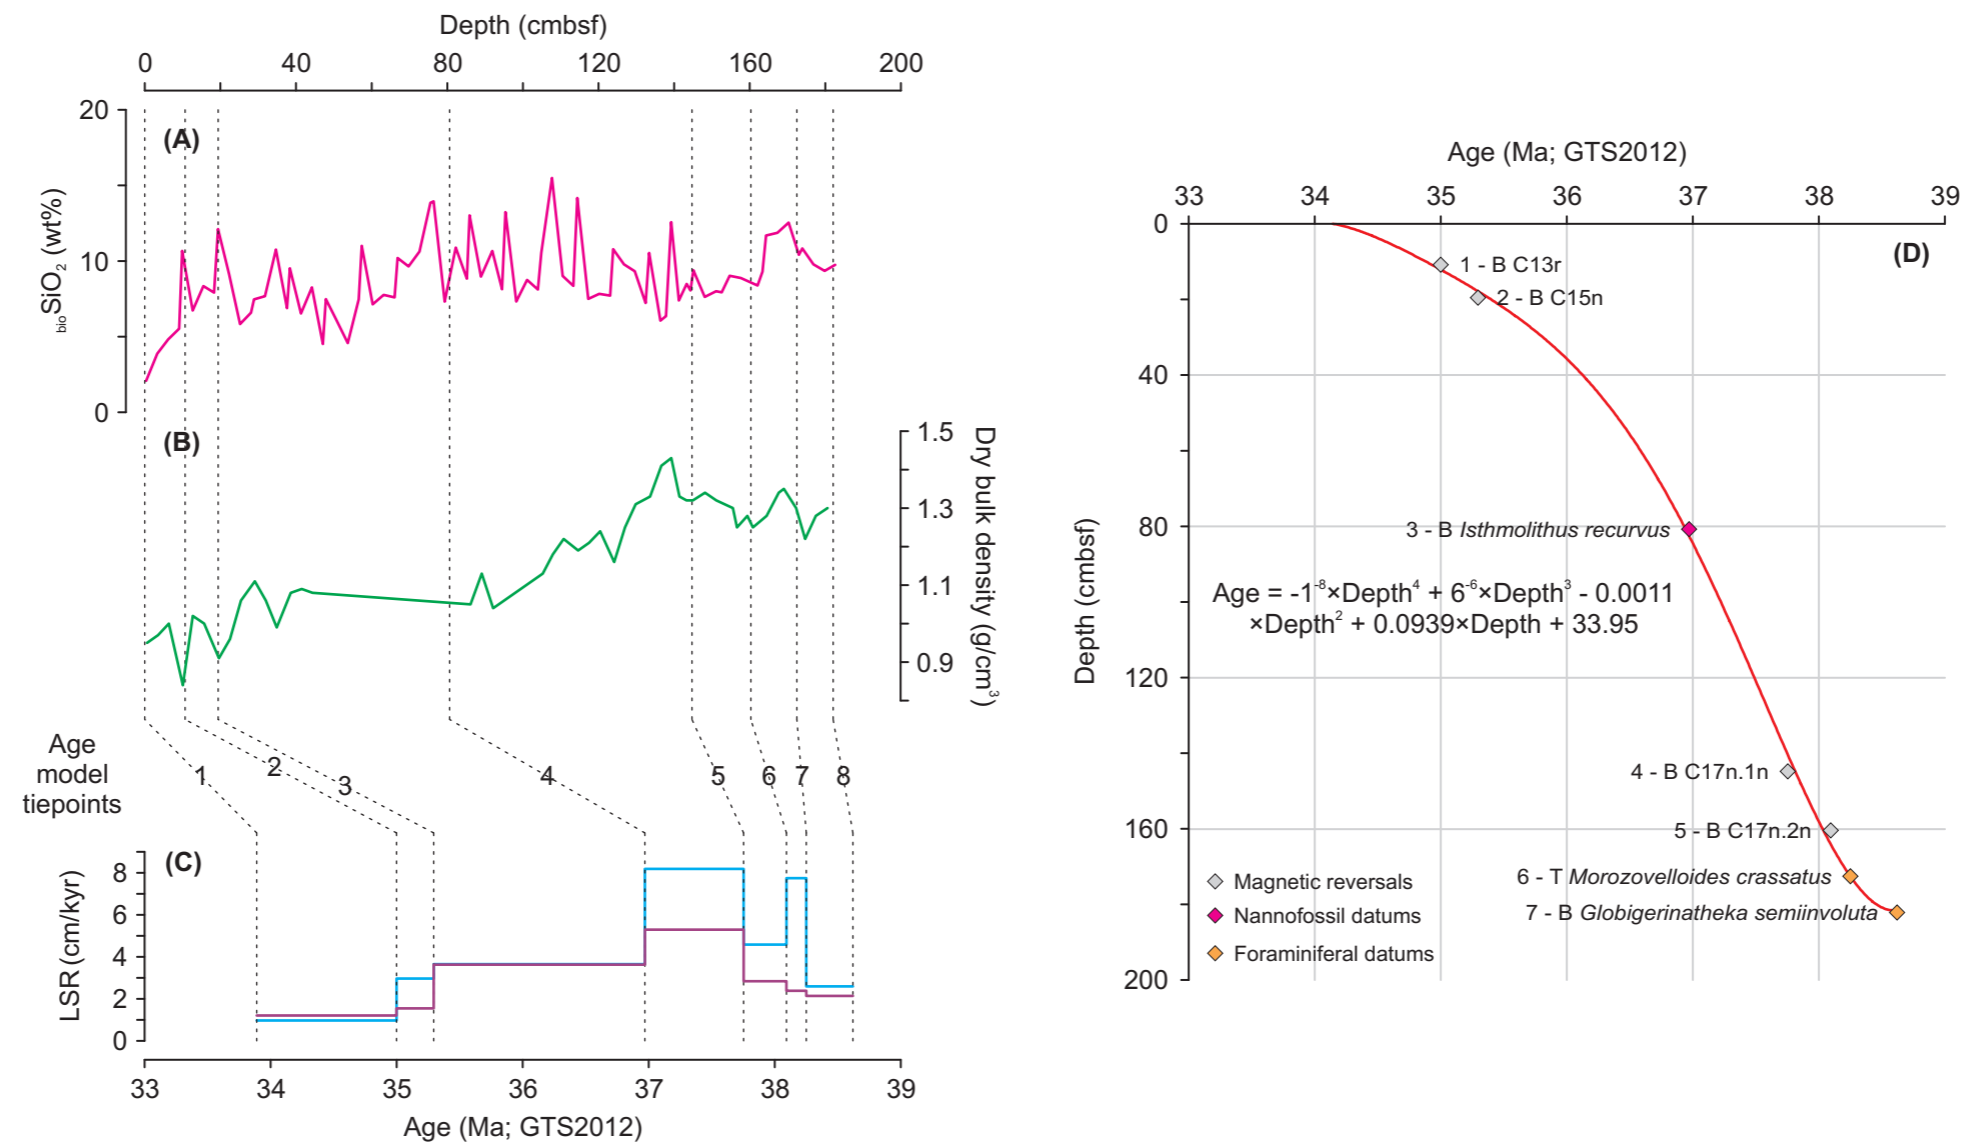 Depth (cmbsf)
0 40 80 120 160 200
20
10
0
bioSiO2 (wt%)
(A)
(B)
1.5
1.3
1.1
0.9
Dry bulk density (g/cm³)
Age
model
tiepoints
1 2 3 4 5 6 7 8
(C)
8
6
4
2
0
LSR (cm/kyr)
33 34 35 36 37 38 39
Age (Ma; GTS2012)
Age (Ma; GTS2012)
33 34 35 36 37 38 39
(D)
0
40
80
120
160
200
Depth (cmbsf)
1 - B C13r
2 - B C15n
3 - B Isthmolithus recurvus
Age = -1⁻⁸×Depth⁴ + 6⁻⁶×Depth³ - 0.0011
×Depth² + 0.0939×Depth + 33.95
4 - B C17n.1n
5 - B C17n.2n
6 - T Morozovelloides crassatus
7 - B Globigerinatheka semiinvoluta
Magnetic reversals
Nannofossil datums
Foraminiferal datums